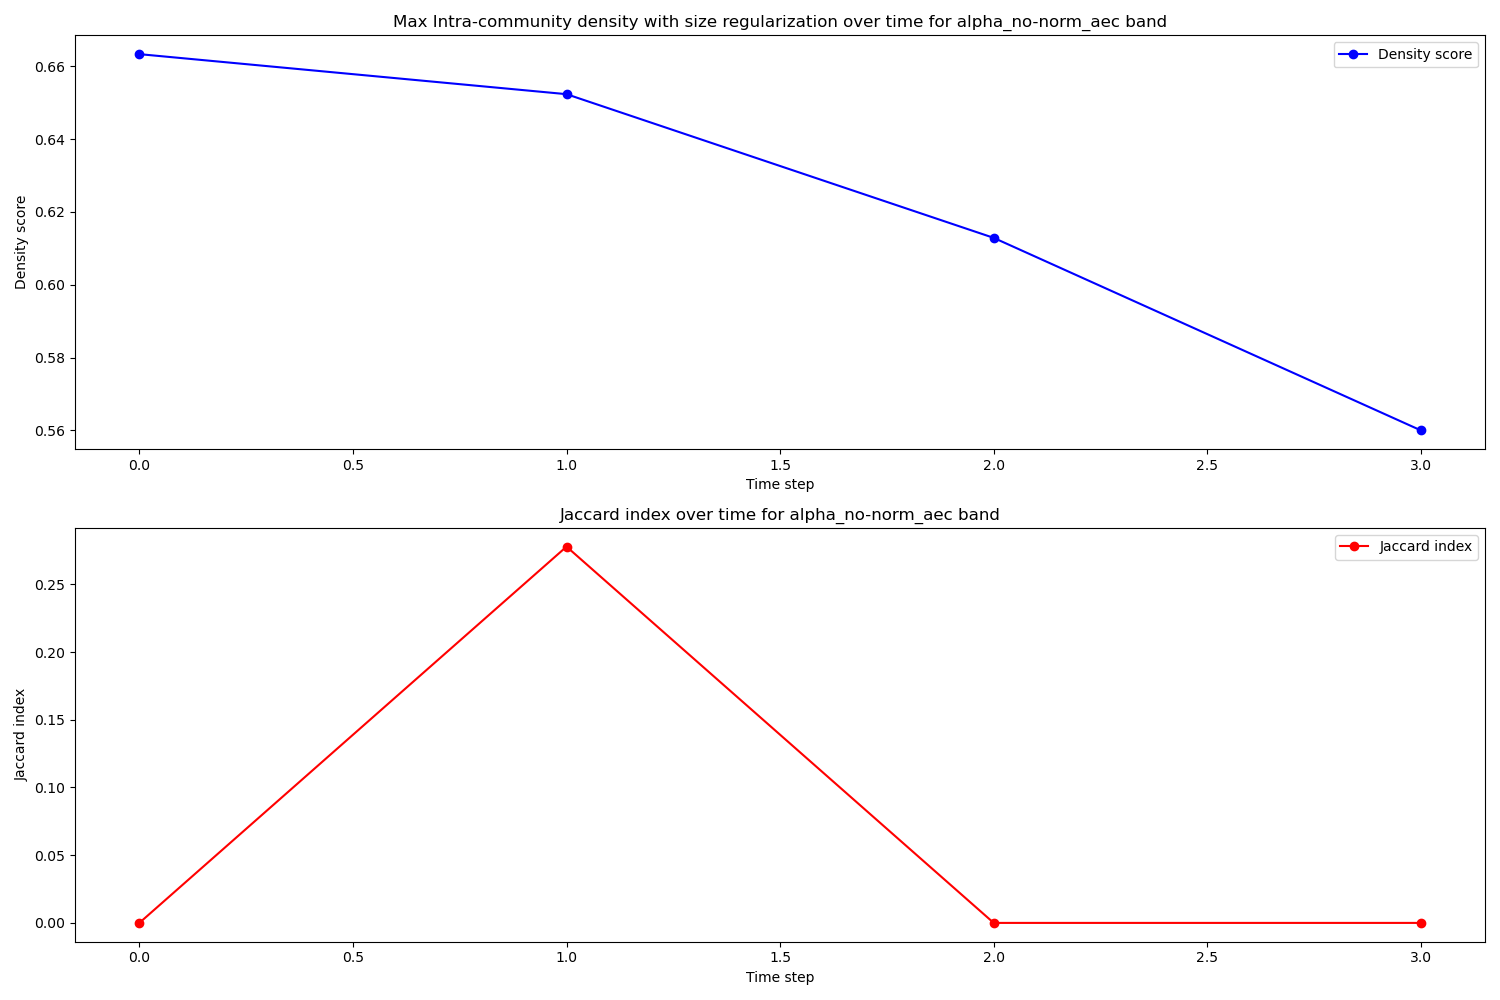 Max Intra-community density with size regularization over time for alpha_no-norm_aec band
Density score
0.66
0.64
0.62
0.60
0.58
0.56
Density score
0.0 0.5 1.0 1.5 2.0 2.5 3.0
Time step
Jaccard index over time for alpha_no-norm_aec band
Jaccard index
0.25
0.20
0.15
0.10
0.05
0.00
Jaccard index
0.0 0.5 1.0 1.5 2.0 2.5 3.0
Time step